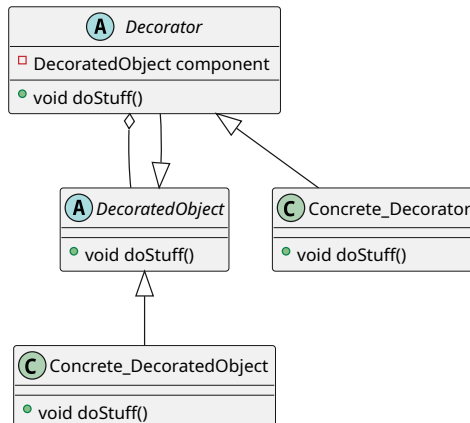 A Decorator
DecoratedObject component
void doStuff()
A DecoratedObject
void doStuff()
C Concrete_Decorator
void doStuff()
C Concrete_DecoratedObject
void doStuff()